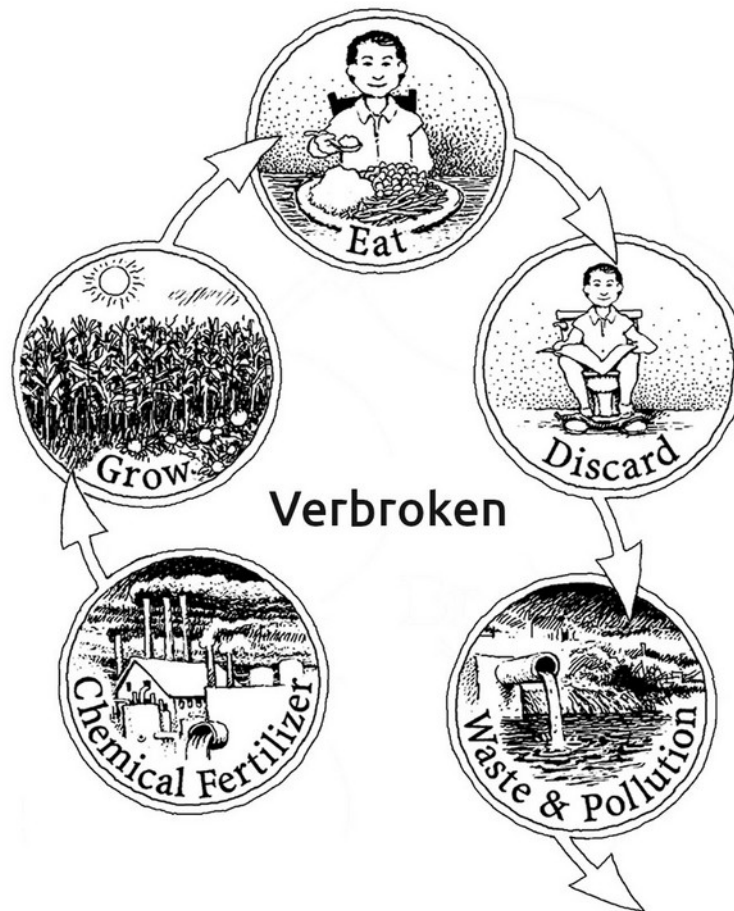 Eat
Grow
Discard
Verbroken
Chemical Fertilizer
Waste & Pollution